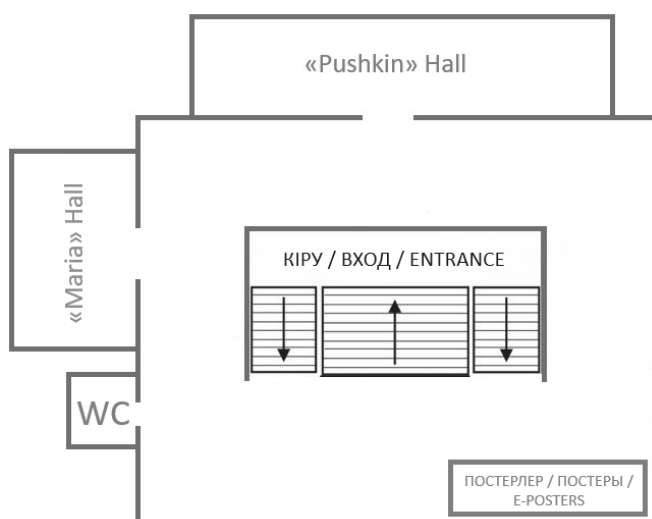 «Pushkin» Hall
«Maria» Hall
КІРУ / ВХОД / ENTRANCE
WC
ПОСТЕРЛЕР / ПОСТЕРЫ /
E-POSTERS